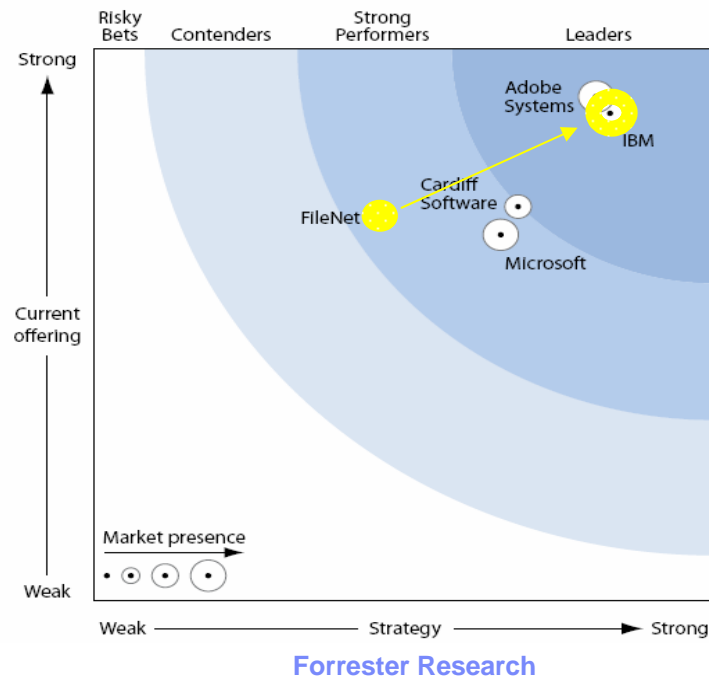 Risky
Bets
Contenders
Strong
Performers
Leaders
Strong
Adobe
Systems
IBM
Cardiff
Software
FileNet
Microsoft
Current
offering
Market presence
Weak
Weak
Strategy
Strong
Forrester Research